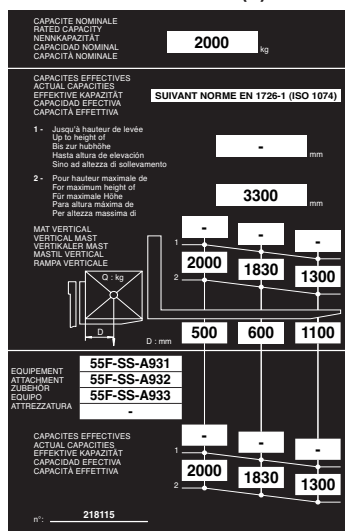 CAPACITE NOMINALE
RATED CAPACITY
NENNKAPAZITÄT
CAPACIDAD NOMINAL
CAPACITÀ NOMINALE
2000 kg
CAPACITES EFFECTIVES
ACTUAL CAPACITIES
EFFEKTIVE KAPAZITÄT
CAPACIDAD EFECTIVA
CAPACITÀ EFFETTIVA
SUIVANT NORME EN 1726-1 (ISO 1074)
1 - Jusqu'à hauteur de levée
Up to height of
Bis zur hubhöhe
Hasta altura de elevación
Sino ad altezza di sollevamento
- mm
2 - Pour hauteur maximale de
For maximum height of
Für maximale Höhe
Para altura máxima de
Per altezza massima di
3300 mm
MAT VERTICAL
VERTICAL MAST
VERTIKALER MAST
MASTIL VERTICAL
RAMPA VERTICALE
1 - - -
2 2000 1830 1300
Q : kg
D
D : mm 500 600 1100
EQUIPEMENT
ATTACHMENT
ZUBEHÖR
EQUIPO
ATTREZZATURA
55F-SS-A931
55F-SS-A932
55F-SS-A933
-
CAPACITES EFFECTIVES
ACTUAL CAPACITIES
EFFEKTIVE KAPAZITÄT
CAPACIDAD EFECTIVA
CAPACITÀ EFFETTIVA
1 - - -
2 2000 1830 1300
n°: 218115